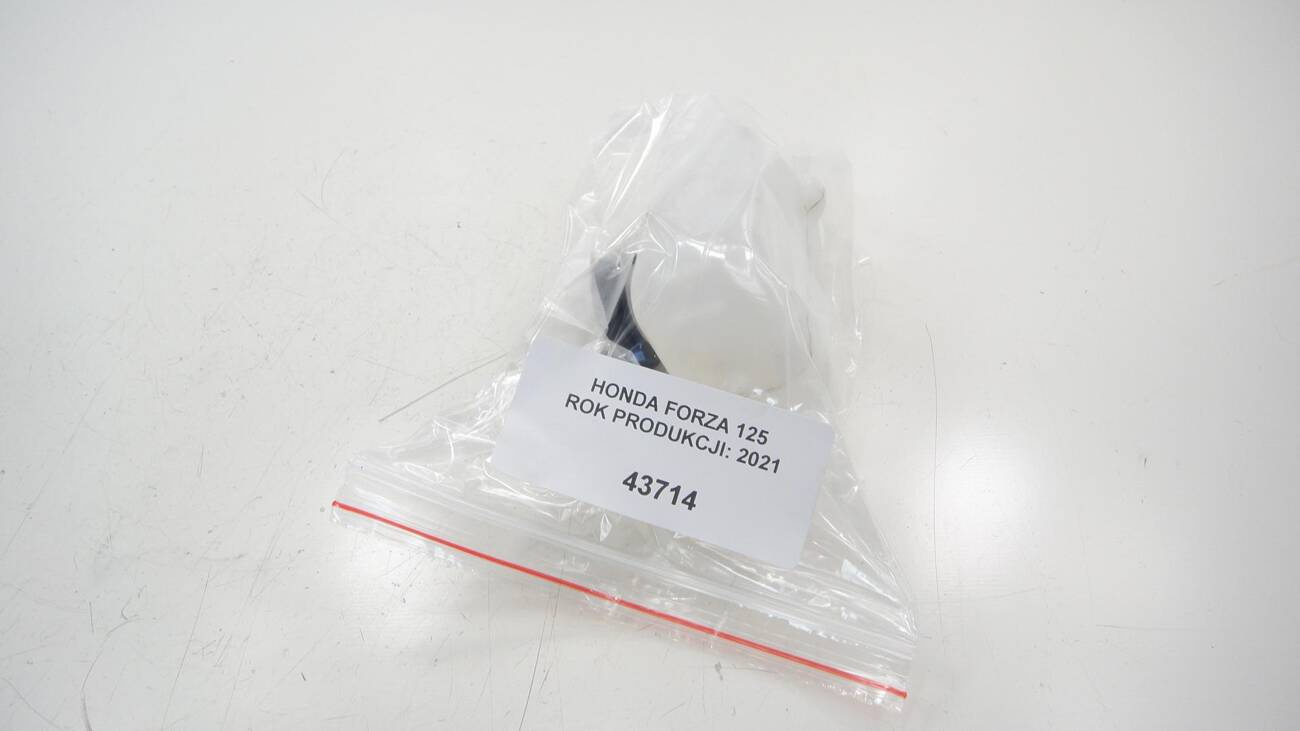 HONDA FORZA 125
ROK PRODUKCJI: 2021
43714